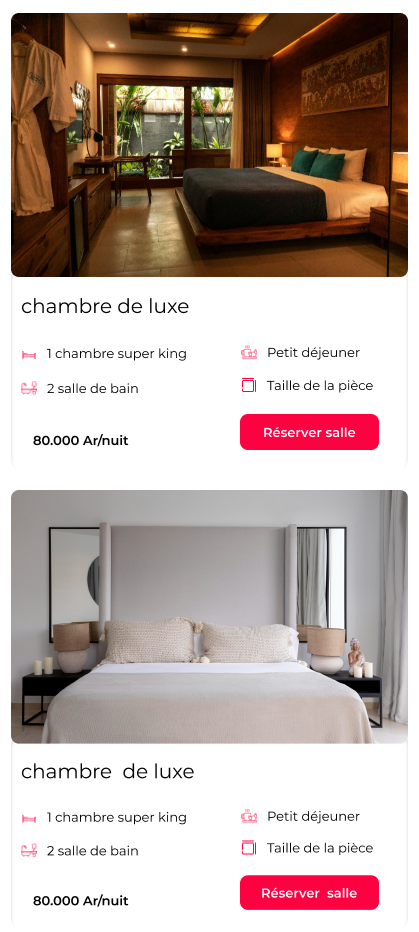 chambre de luxe
1 chambre super king
Petit déjeuner
2 salle de bain
Taille de la pièce
80.000 Ar/nuit
Réserver salle
chambre  de luxe
1 chambre super king
Petit déjeuner
2 salle de bain
Taille de la pièce
80.000 Ar/nuit
Réserver  salle